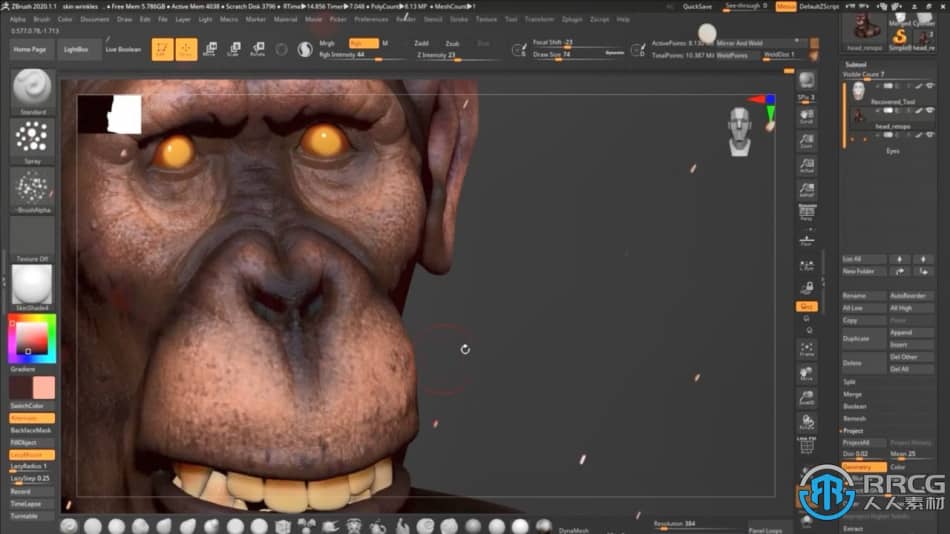 ZBrush 2020.1.1 skin wrinkles • Free Mem 5.786GB • Active Mem 4038 • Scratch Disk 3796 • RTime▶14.856 Timer▶7.048 • PolyCount▶8.13 MP • MeshCount▶1
QuickSave See-through 0 Menus DefaultZScript
Alpha Brush Color Document Draw Edit File Layer Light Macro Marker Material Movie Picker Preferences Render Stencil Stroke Texture Tool Transform Zplugin Zscript Help
0.577,0.78,-1.713
Home Page LightBox Live Boolean
Edit Draw Move Scale Rotate
Mrgb Rgb M
Rgb Intensity 44
Zadd Zsub
Z Intensity 23
Focal Shift -23
Draw Size 74
Dynamic
ActivePoints: 8.130
TotalPoints: 10.387 Mil
Mirror And Weld
WeldPoints WeldDist 1
head_retopo
Merged
SimpleB head_re
Standard
Spray
BrushAlpha
Texture Off
SkinShade4
Gradient
SwitchColor
Alternate
BackfaceMask
FillObject
LazyMouse
LazyRadius 1
LazyStep 0.25
Record
TimeLapse
Turntable
SPix 3
Scroll
Zoom
Actual
AAHalf
Persp
Floor
L.Sym
Frame
Move
Rotate
Line Fill
Subtool
Visible Count 7
Recovered_Tool
head_retopo
Eyes
List All
New Folder
Rename AutoReorder
All Low All High
Copy Paste
Duplicate Append
Insert
Delete Del Other
Del All
Split
Merge
Boolean
Remesh
Project
ProjectAll Project History
Dist 0.02 Mean 25
Geometry Color
Extract
DynaMesh
Resolution 384
Panel Loops
RRCG
人人素材